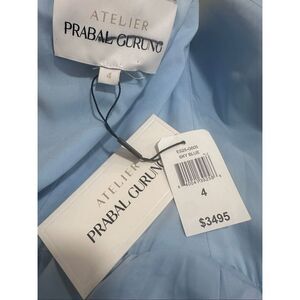 ATELIER
PRABAL GURUNG
4
ATELIER
PRABAL GURUNG
SKY BLUE
4
$3495